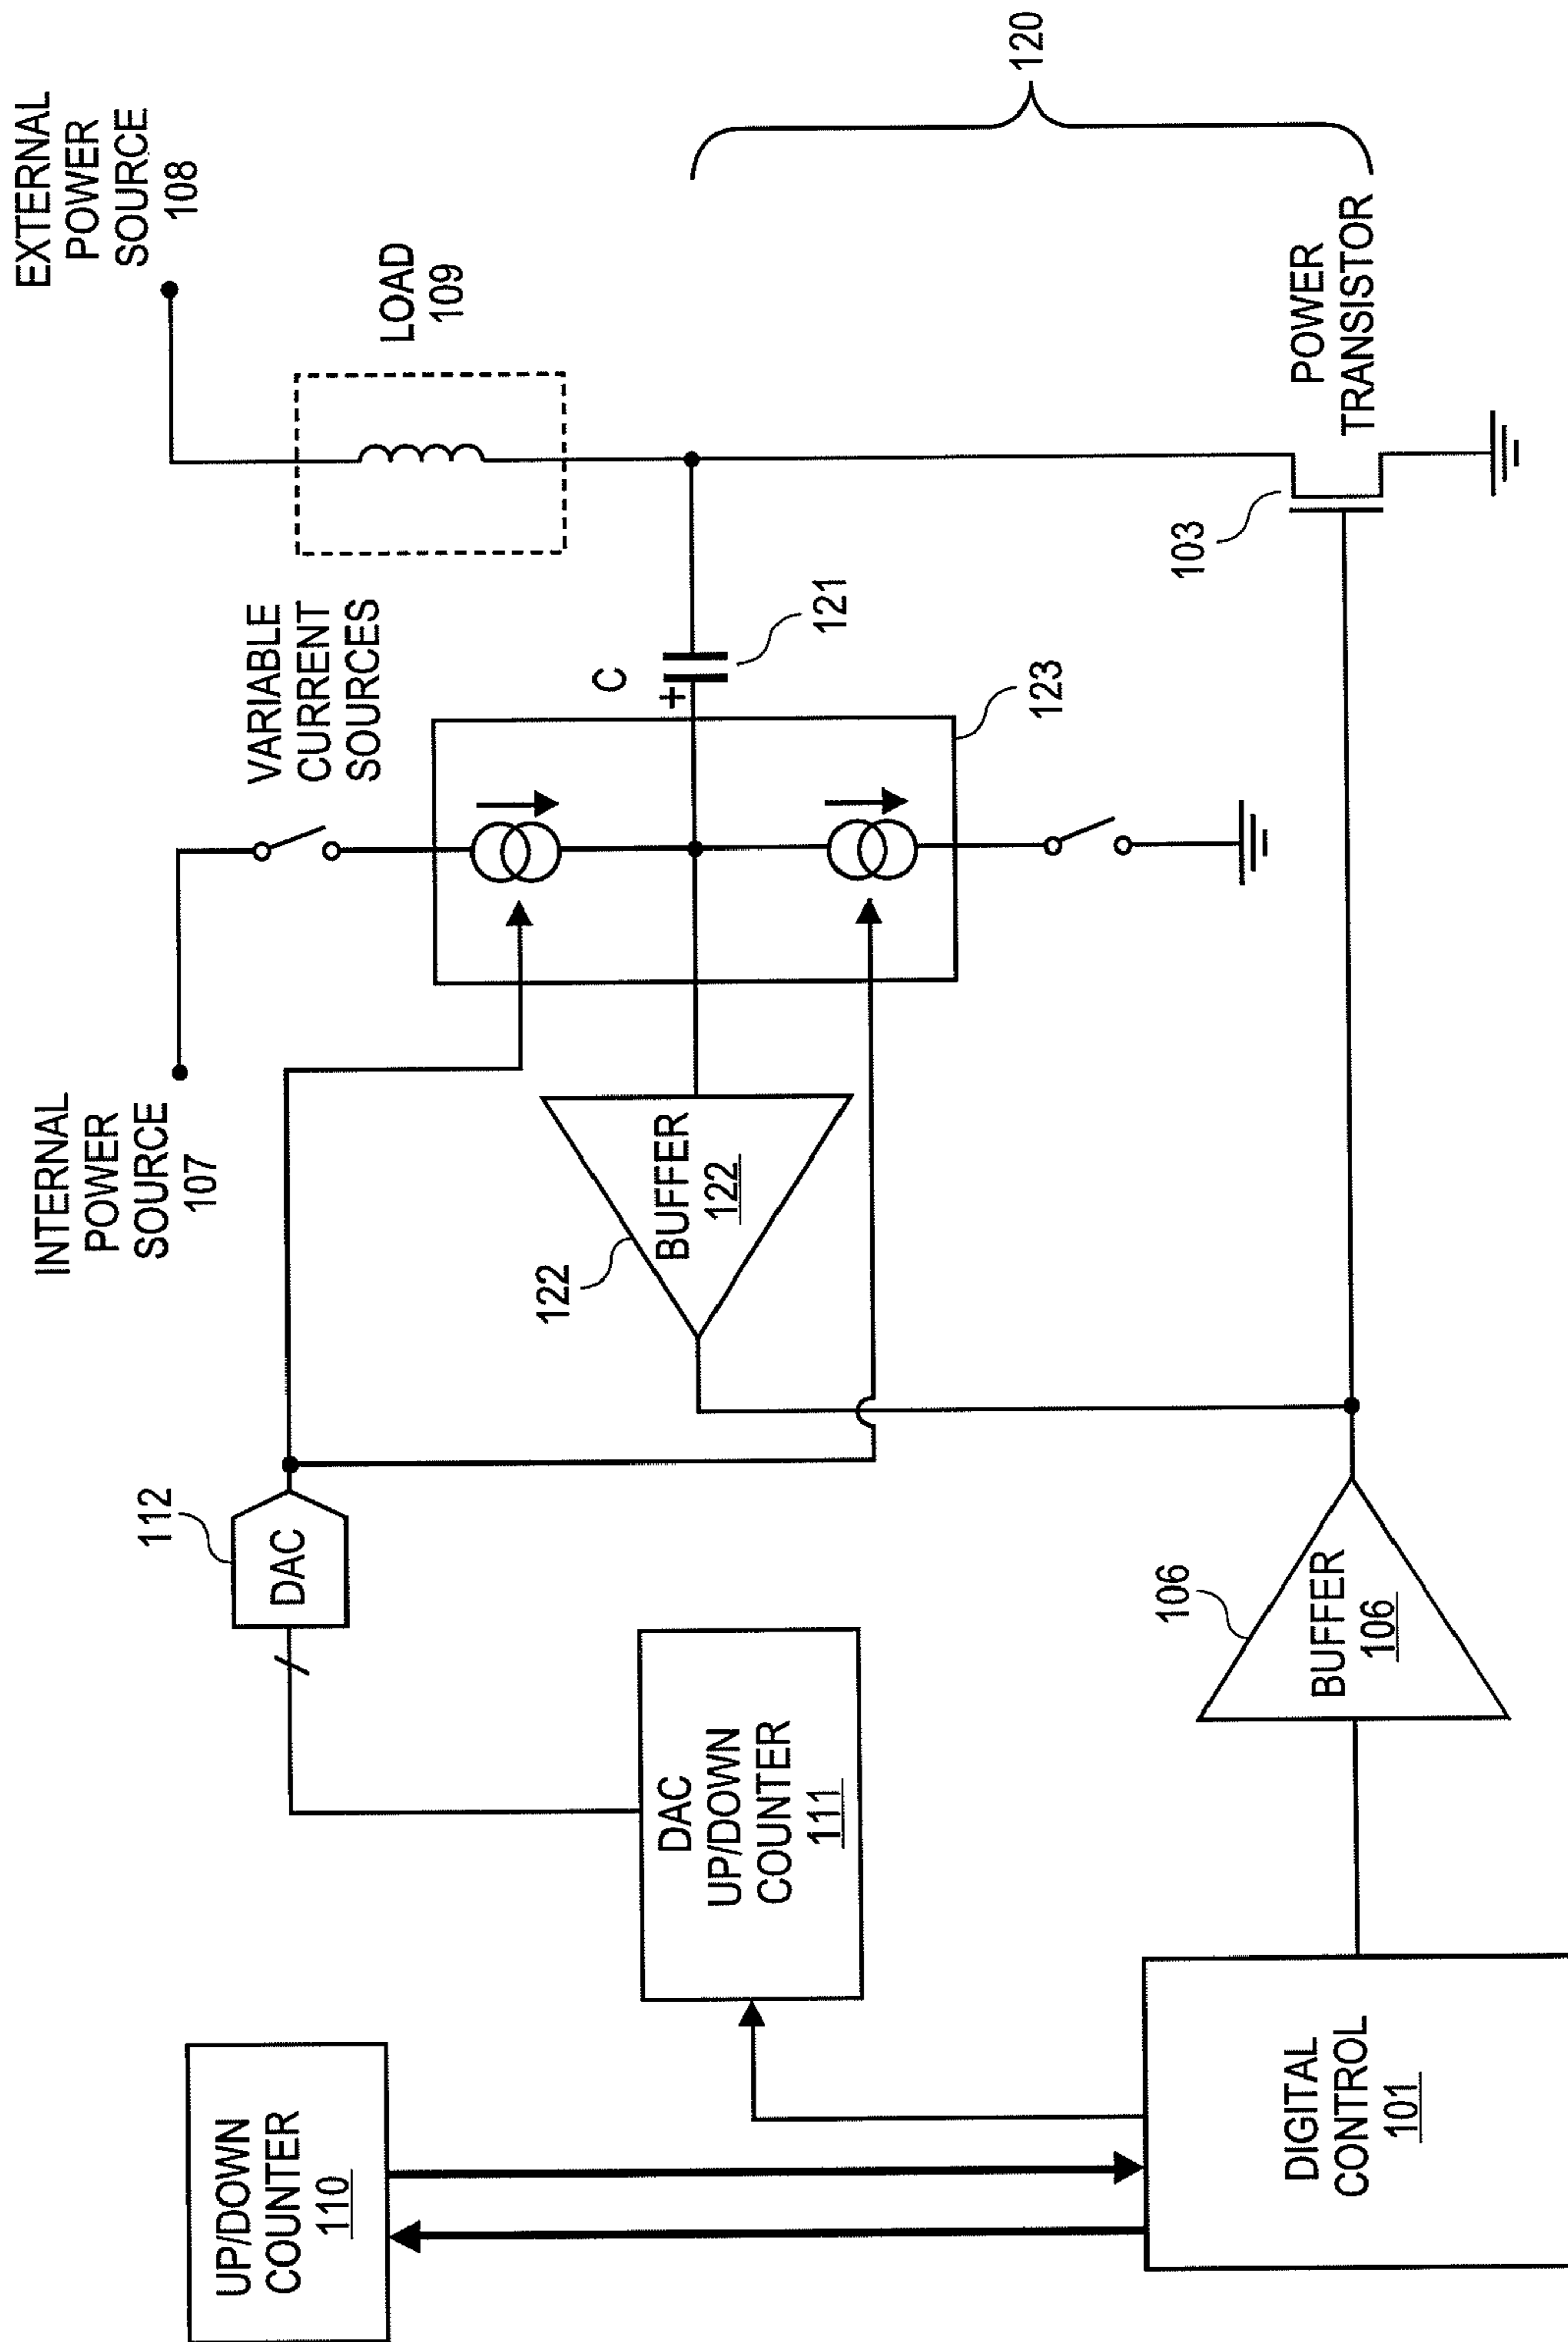 EXTERNAL
POWER
SOURCE
108
INTERNAL
POWER
SOURCE
107
VARIABLE
CURRENT
SOURCES
LOAD
109
112
DAC
C
+
121
123
120
BUFFER
122
122
UP/DOWN
COUNTER
110
DAC
UP/DOWN
COUNTER
111
DIGITAL
CONTROL
101
106
BUFFER
106
103
POWER
TRANSISTOR